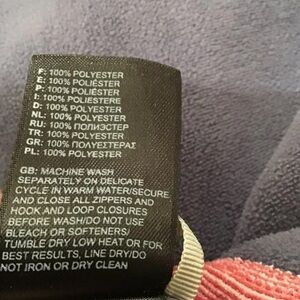 F: 100% POLYESTER
E: 100% POLIÉSTER
P: 100% POLIÉSTER
I: 100% POLIESTERE
D: 100% POLYESTER
NL: 100% POLYESTER
RU: 100% ПОЛИЭСТЕР
TR: 100% POLYESTER
GR: 100% ΠΟΛΥΕΣΤΕΡΑΣ
PL: 100% POLYESTER
GB: MACHINE WASH
SEPARATELY ON DELICATE
CYCLE IN WARM WATER/SECURE
AND CLOSE ALL ZIPPERS AND
HOOK AND LOOP CLOSURES
BEFORE WASH/DO NOT USE
BLEACH OR SOFTENERS/
TUMBLE DRY LOW HEAT OR FOR
BEST RESULTS, LINE DRY/DO
NOT IRON OR DRY CLEAN